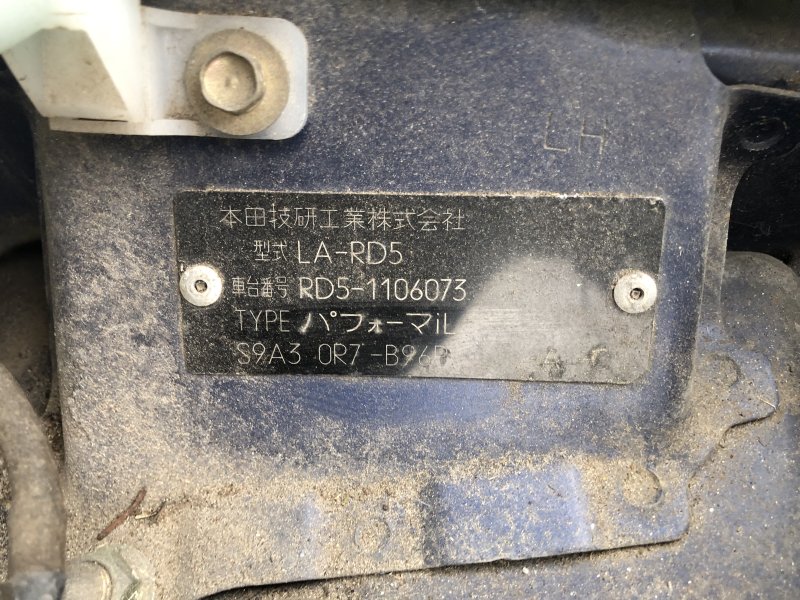 LH
本田技研工業株式会社
型式 LA-RD5
車台番号 RD5-1106073
TYPE パフォーマiL
S9A3 0R7-B96P A C